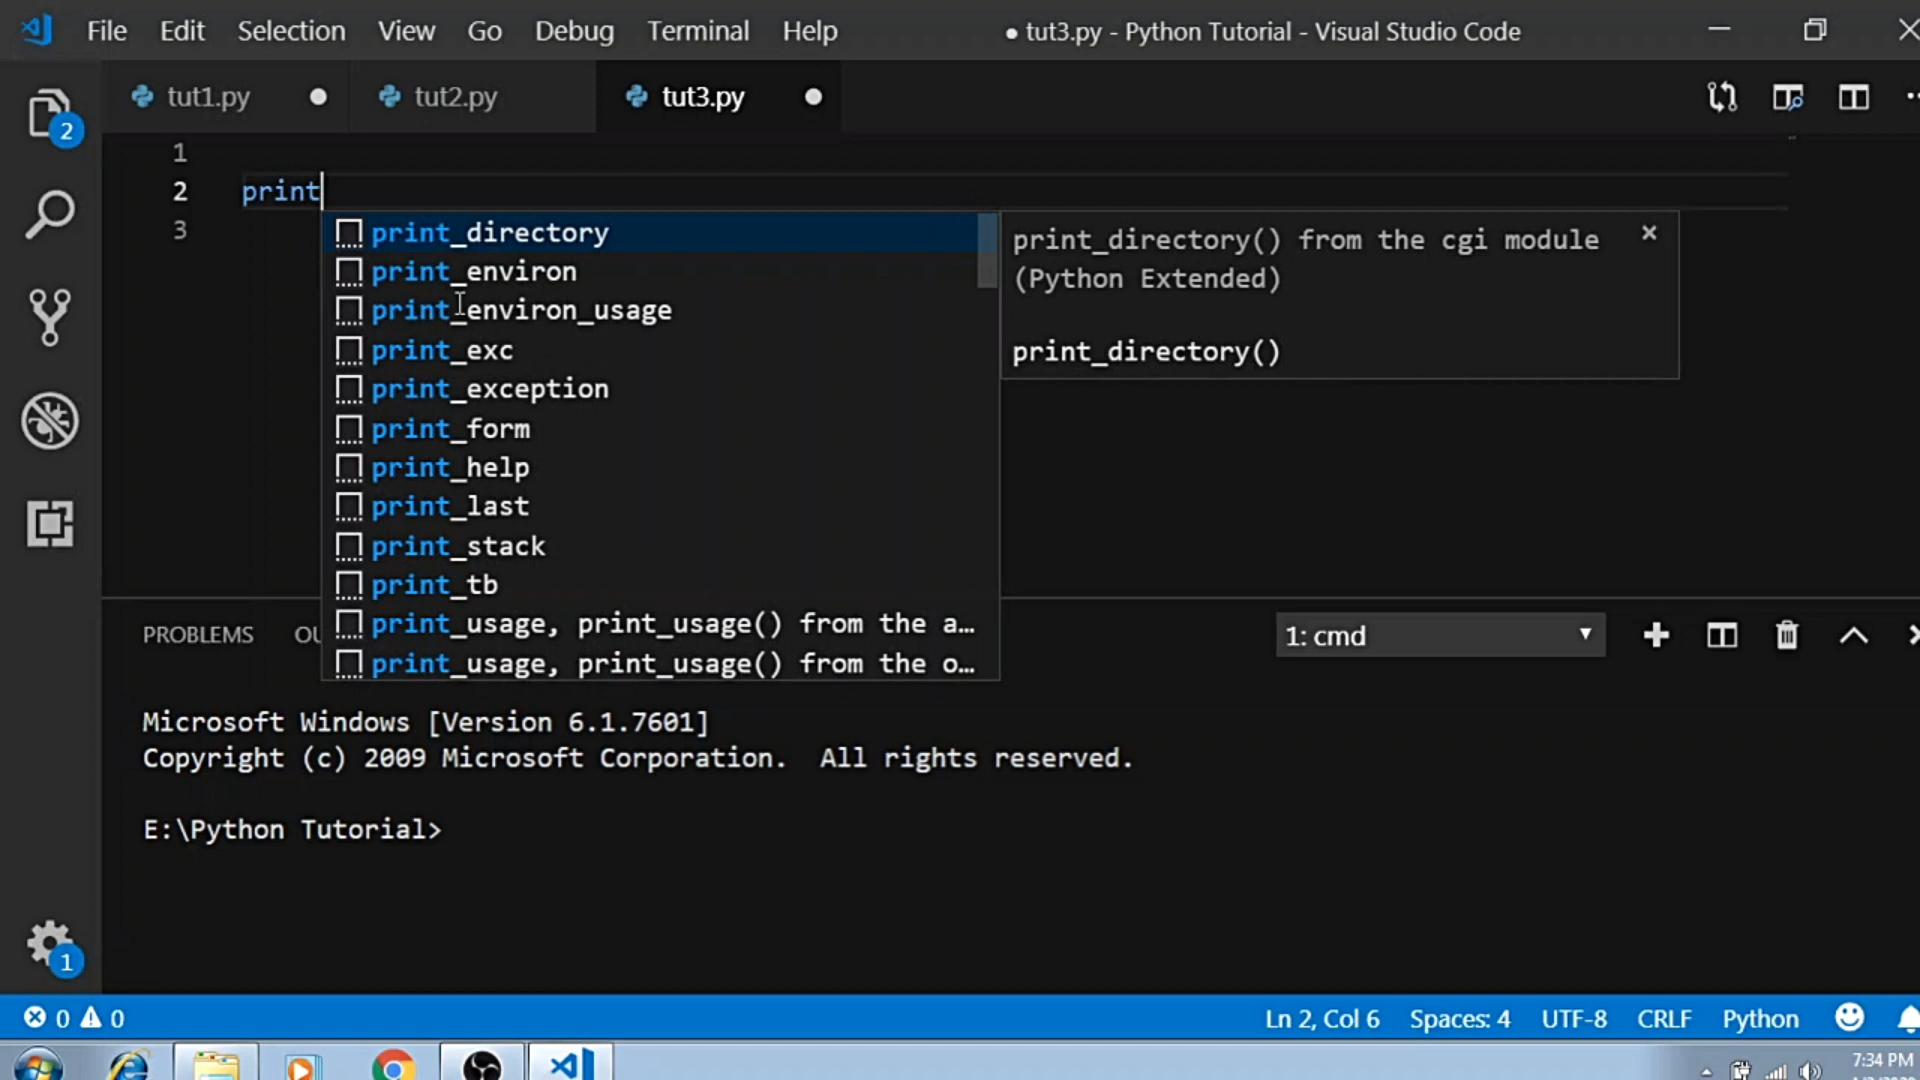 File Edit Selection View Go Debug Terminal Help ● tut3.py - Python Tutorial - Visual Studio Code
tut1.py tut2.py tut3.py
2
1
2 print
3
print_directory
print_environ
print_environ_usage
print_exc
print_exception
print_form
print_help
print_last
print_stack
print_tb
print_usage, print_usage() from the a…
print_usage, print_usage() from the o…
print_directory() from the cgi module
(Python Extended)
print_directory()
PROBLEMS OU
1: cmd
Microsoft Windows [Version 6.1.7601]
Copyright (c) 2009 Microsoft Corporation. All rights reserved.
E:\Python Tutorial>
1
0 0 Ln 2, Col 6 Spaces: 4 UTF-8 CRLF Python
7:34 PM